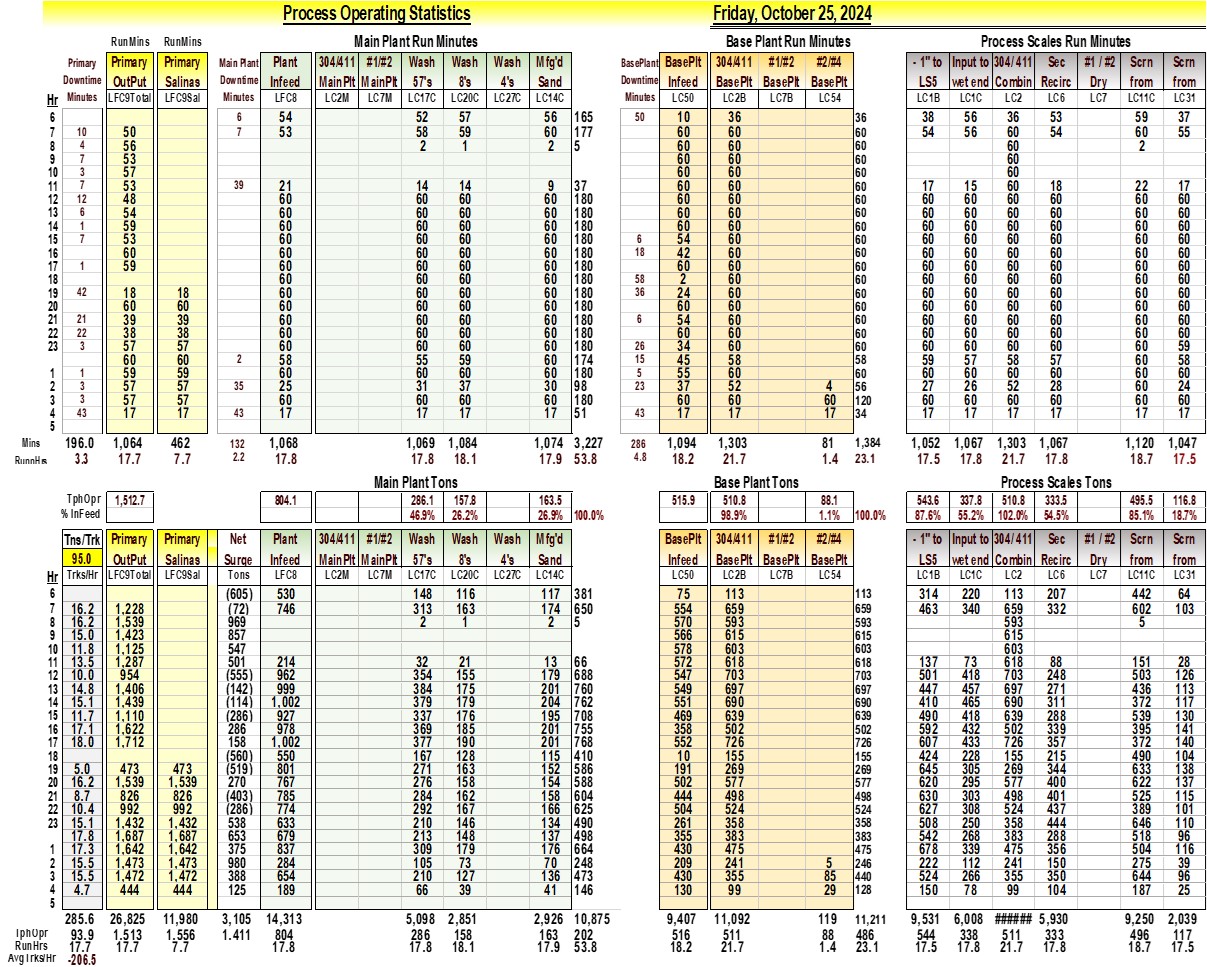 Process Operating Statistics Friday, October 25, 2024
RunMins RunMins Main Plant Run Minutes Base Plant Run Minutes Process Scales Run Minutes
Primary Primary Primary Main Plant Plant 304/411 #1/#2 Wash Wash Wash Mfg'd BasePlant BasePlt 304/411 #1/#2 #2/#4 - 1" to Input to 304/ 411 Sec #1 / #2 Scrn Scrn
Downtime OutPut Salinas Downtime Infeed MainPlt MainPlt 57's 8's 4's Sand Downtime Infeed BasePlt BasePlt BasePlt LS5 wet end Combin Recirc Dry from from
Hr Minutes LFC9Total LFC9Sal Minutes LFC8 LC2M LC7M LC17C LC20C LC27C LC14C Minutes LC50 LC2B LC7B LC54 LC1B LC1C LC2 LC6 LC7 LC11C LC31
6 6 54 52 57 56 165 50 10 36 36 38 56 36 53 59 37
7 10 50 7 53 58 59 60 177 60 60 60 54 56 60 54 60 55
8 4 56 2 1 2 5 60 60 60 60 2
9 7 53 60 60 60 60
10 3 57 60 60 60 60
11 7 53 39 21 14 14 9 37 60 60 60 17 15 60 18 22 17
12 12 48 60 60 60 60 180 60 60 60 60 60 60 60 60 60
13 6 54 60 60 60 60 180 60 60 60 60 60 60 60 60 60
14 1 59 60 60 60 60 180 60 60 60 60 60 60 60 60 60
15 7 53 60 60 60 60 180 6 54 60 60 60 60 60 60 60 60
16 60 60 60 60 60 180 18 42 60 60 60 60 60 60 60 60
17 1 59 60 60 60 60 180 60 60 60 60 60 60 60 60 60
18 60 60 60 60 180 58 2 60 60 60 60 60 60 60 60
19 42 18 18 60 60 60 60 180 36 24 60 60 60 60 60 60 60 60
20 60 60 60 60 60 60 180 60 60 60 60 60 60 60 60 60
21 21 39 39 60 60 60 60 180 6 54 60 60 60 60 60 60 60 60
22 22 38 38 60 60 60 60 180 60 60 60 60 60 60 60 60 60
23 3 57 57 60 60 60 60 180 26 34 60 60 60 60 60 60 60 59
60 60 2 58 55 59 60 174 15 45 58 58 59 57 58 57 60 58
1 1 59 59 60 60 60 60 180 5 55 60 60 60 60 60 60 60 60
2 3 57 57 35 25 31 37 30 98 23 37 52 4 56 27 26 52 28 60 24
3 3 57 57 60 60 60 60 180 60 60 60 120 60 60 60 60 60 60
4 43 17 17 43 17 17 17 17 51 43 17 17 17 34 17 17 17 17 17 17
5
Mins 196.0 1,064 462 132 1,068 1,069 1,084 1,074 3,227 286 1,094 1,303 81 1,384 1,052 1,067 1,303 1,067 1,120 1,047
RunnHrs 3.3 17.7 7.7 2.2 17.8 17.8 18.1 17.9 53.8 4.8 18.2 21.7 1.4 23.1 17.5 17.8 21.7 17.8 18.7 17.5
Main Plant Tons Base Plant Tons Process Scales Tons
TphOpr 1,512.7 804.1 286.1 157.8 163.5 515.9 510.8 88.1 543.6 337.8 510.8 333.5 495.5 116.8
% InFeed 46.9% 26.2% 26.9% 100.0% 98.9% 1.1% 100.0% 87.6% 55.2% 102.0% 54.5% 85.1% 18.7%
Tns/Trk Primary Primary Net Plant 304/411 #1/#2 Wash Wash Wash Mfg'd BasePlt 304/411 #1/#2 #2/#4 - 1" to Input to 304/ 411 Sec #1 / #2 Scrn Scrn
95.0 OutPut Salinas Surge Infeed MainPlt MainPlt 57's 8's 4's Sand Infeed BasePlt BasePlt BasePlt LS5 wet end Combin Recirc Dry from from
Hr Trks/Hr LFC9Total LFC9Sal Tons LFC8 LC2M LC7M LC17C LC20C LC27C LC14C LC50 LC2B LC7B LC54 LC1B LC1C LC2 LC6 LC7 LC11C LC31
6 (605) 530 148 116 117 381 75 113 113 314 220 113 207 442 64
7 16.2 1,228 (72) 746 313 163 174 650 554 659 659 463 340 659 332 602 103
8 16.2 1,539 969 2 1 2 5 570 593 593 593 5
9 15.0 1,423 857 566 615 615 615
10 11.8 1,125 547 578 603 603 603
11 13.5 1,287 501 214 32 21 13 66 572 618 618 137 73 618 88 151 28
12 10.0 954 (555) 962 354 155 179 688 547 703 703 501 418 703 248 503 126
13 14.8 1,406 (142) 999 384 175 201 760 549 697 697 447 457 697 271 436 113
14 15.1 1,439 (114) 1,002 379 179 204 762 551 690 690 410 465 690 311 372 117
15 11.7 1,110 (286) 927 337 176 195 708 469 639 639 490 418 639 288 539 130
16 17.1 1,622 286 978 369 185 201 755 358 502 502 592 432 502 339 395 141
17 18.0 1,712 158 1,002 377 190 201 768 552 726 726 607 433 726 357 372 140
18 (560) 550 167 128 115 410 10 155 155 424 228 155 215 490 104
19 5.0 473 473 (519) 801 271 163 152 586 191 269 269 645 305 269 344 633 138
20 16.2 1,539 1,539 270 767 276 158 154 588 502 577 577 620 295 577 400 622 137
21 8.7 826 826 (403) 785 284 162 158 604 444 498 498 630 303 498 401 525 115
22 10.4 992 992 (286) 774 292 167 166 625 504 524 524 627 308 524 437 389 101
23 15.1 1,432 1,432 538 633 210 146 134 490 261 358 358 508 250 358 444 646 110
17.8 1,687 1,687 653 679 213 148 137 498 355 383 383 542 268 383 288 518 96
1 17.3 1,642 1,642 375 837 309 179 176 664 430 475 475 678 339 475 356 504 116
2 15.5 1,473 1,473 980 284 105 73 70 248 209 241 5 246 222 112 241 150 275 39
3 15.5 1,472 1,472 388 654 210 127 136 473 430 355 85 440 524 266 355 350 644 96
4 4.7 444 444 125 189 66 39 41 146 130 99 29 128 150 78 99 104 187 25
5
285.6 26,825 11,980 3,105 14,313 5,098 2,851 2,926 10,875 9,407 11,092 119 11,211 9,531 6,008 ###### 5,930 9,250 2,039
TphOpr 93.9 1,513 1,556 1.411 804 286 158 163 202 516 511 88 486 544 338 511 333 496 117
RunHrs 17.7 17.7 7.7 17.8 17.8 18.1 17.9 53.8 18.2 21.7 1.4 23.1 17.5 17.8 21.7 17.8 18.7 17.5
AvgTrks/Hr -206.5